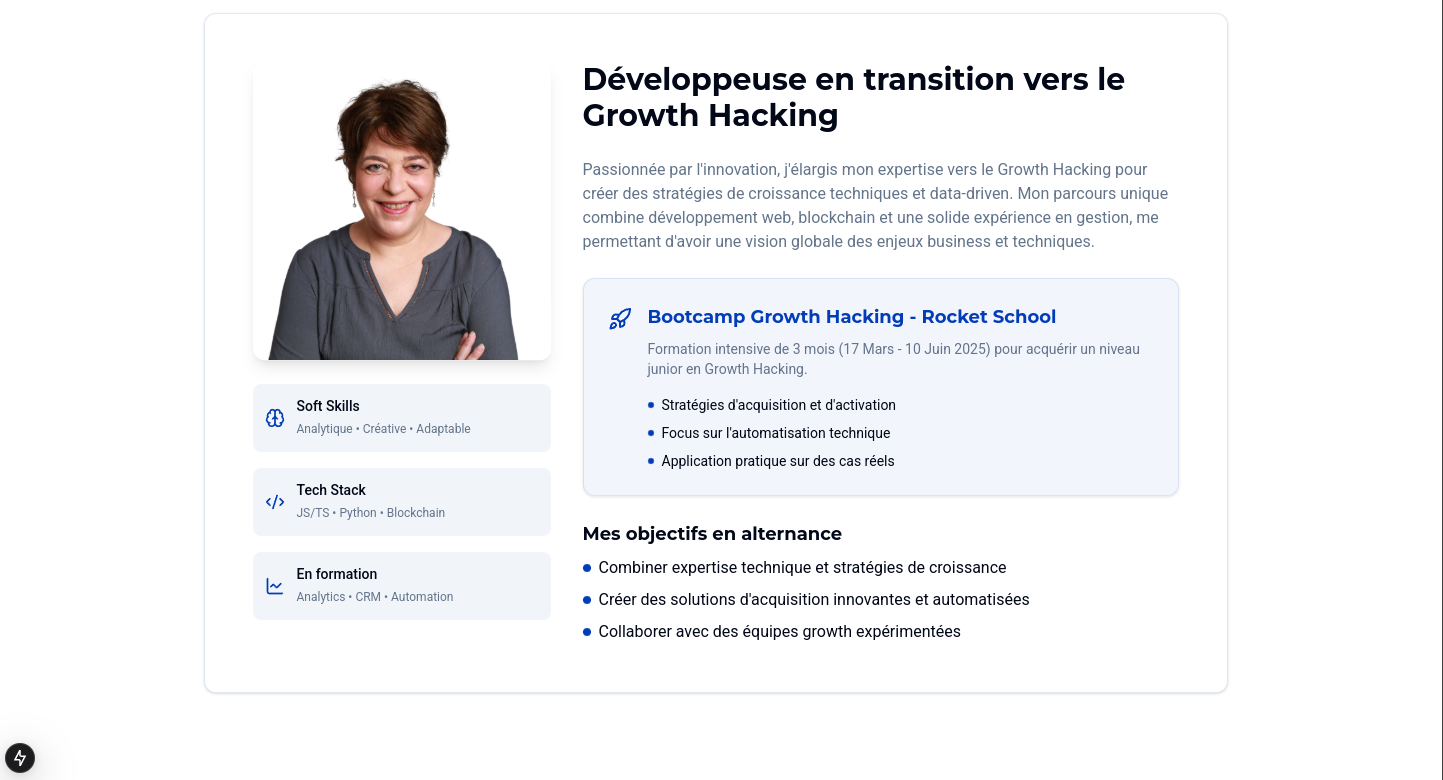 Développeuse en transition vers le
Growth Hacking
Passionnée par l'innovation, j'élargis mon expertise vers le Growth Hacking pour
créer des stratégies de croissance techniques et data-driven. Mon parcours unique
combine développement web, blockchain et une solide expérience en gestion, me
permettant d'avoir une vision globale des enjeux business et techniques.
Bootcamp Growth Hacking - Rocket School
Formation intensive de 3 mois (17 Mars - 10 Juin 2025) pour acquérir un niveau
junior en Growth Hacking.
Stratégies d'acquisition et d'activation
Focus sur l'automatisation technique
Application pratique sur des cas réels
Mes objectifs en alternance
Combiner expertise technique et stratégies de croissance
Créer des solutions d'acquisition innovantes et automatisées
Collaborer avec des équipes growth expérimentées
Soft Skills
Analytique • Créative • Adaptable
Tech Stack
JS/TS • Python • Blockchain
En formation
Analytics • CRM • Automation